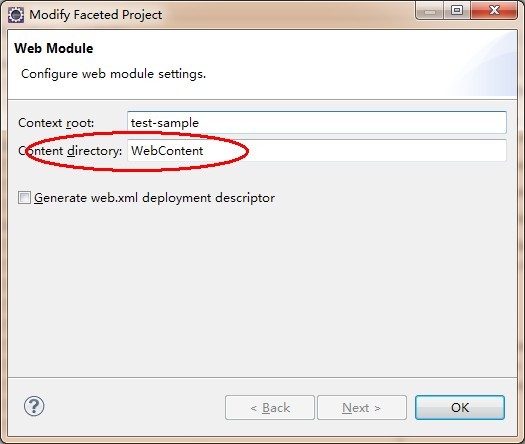 Modify Faceted Project
Web Module
Configure web module settings.
Context root: test-sample
Content directory: WebContent
Generate web.xml deployment descriptor
?
< Back Next > OK